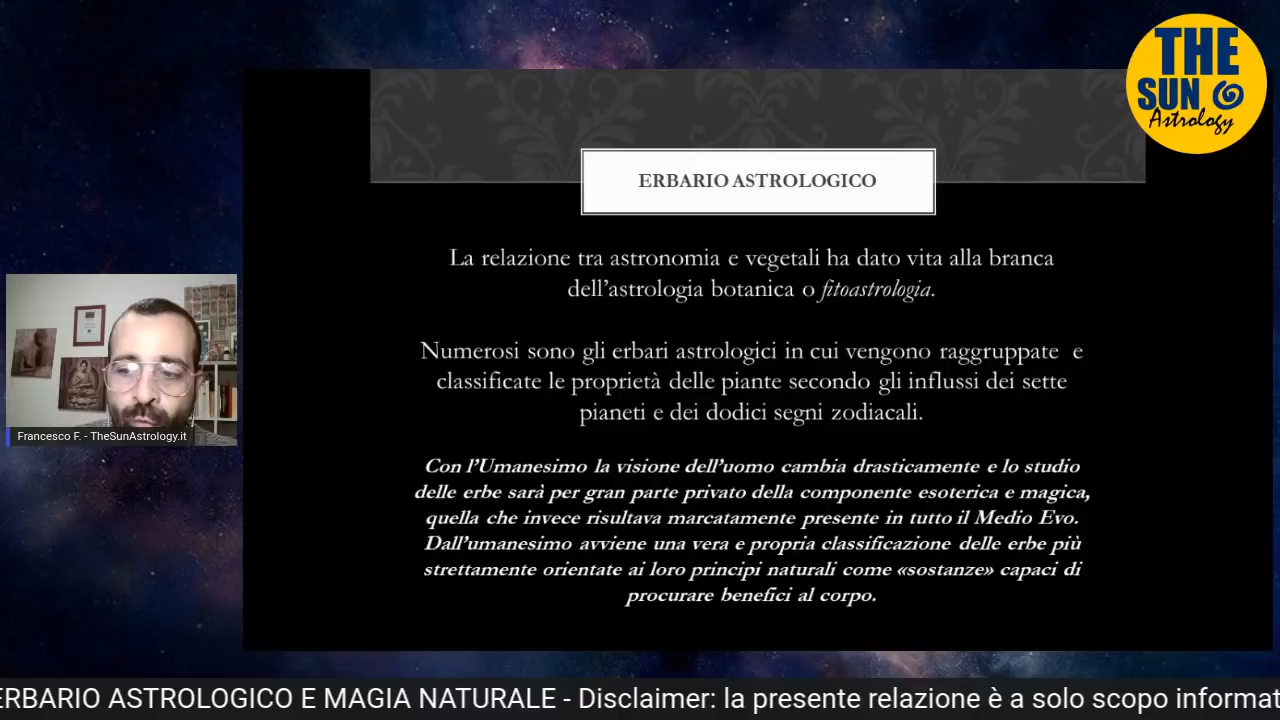 THE
SUN
Astrology
ERBARIO ASTROLOGICO
La relazione tra astronomia e vegetali ha dato vita alla branca
dell’astrologia botanica o fitoastrologia.
Numerosi sono gli erbari astrologici in cui vengono raggruppate e
classificate le proprietà delle piante secondo gli influssi dei sette
pianeti e dei dodici segni zodiacali.
Con l’Umanesimo la visione dell’uomo cambia drasticamente e lo studio
delle erbe sarà per gran parte privato della componente esoterica e magica,
quella che invece risultava marcatamente presente in tutto il Medio Evo.
Dall’umanesimo avviene una vera e propria classificazione delle erbe più
strettamente orientate ai loro principi naturali come «sostanze» capaci di
procurare benefici al corpo.
Francesco F. - TheSunAstrology.it
ERBARIO ASTROLOGICO E MAGIA NATURALE - Disclaimer: la presente relazione è a solo scopo informat